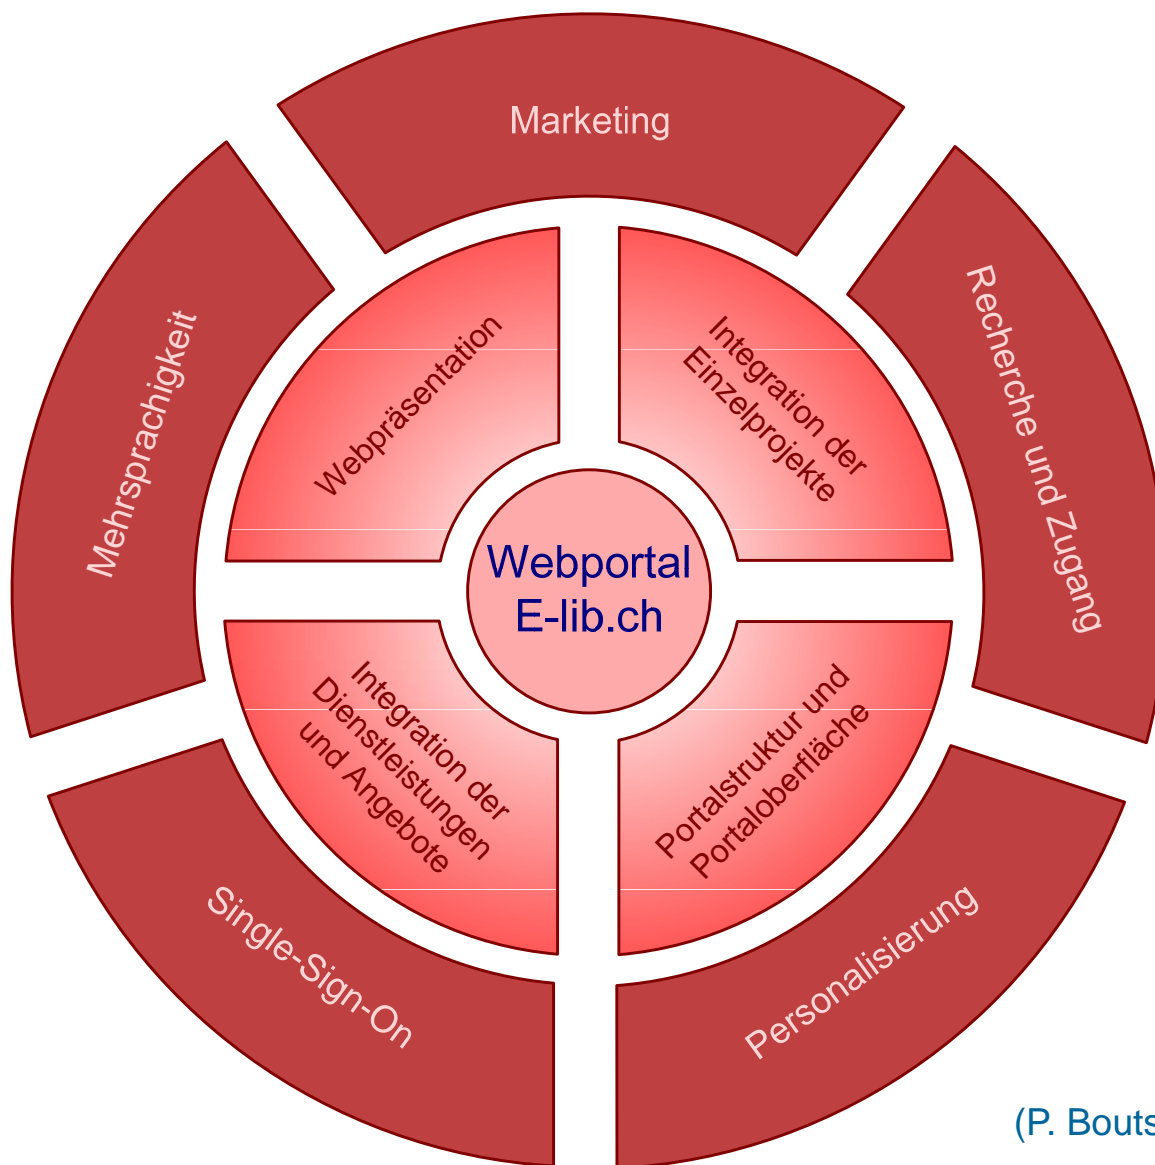 Marketing
Recherche und Zugang
Personalisierung
Single-Sign-On
Mehrsprachigkeit
Webpräsentation
Integration der
Einzelprojekte
Portalstruktur und
Portaloberfläche
Integration der
Dienstleistungen
und Angebote
Webportal
E-lib.ch
(P.